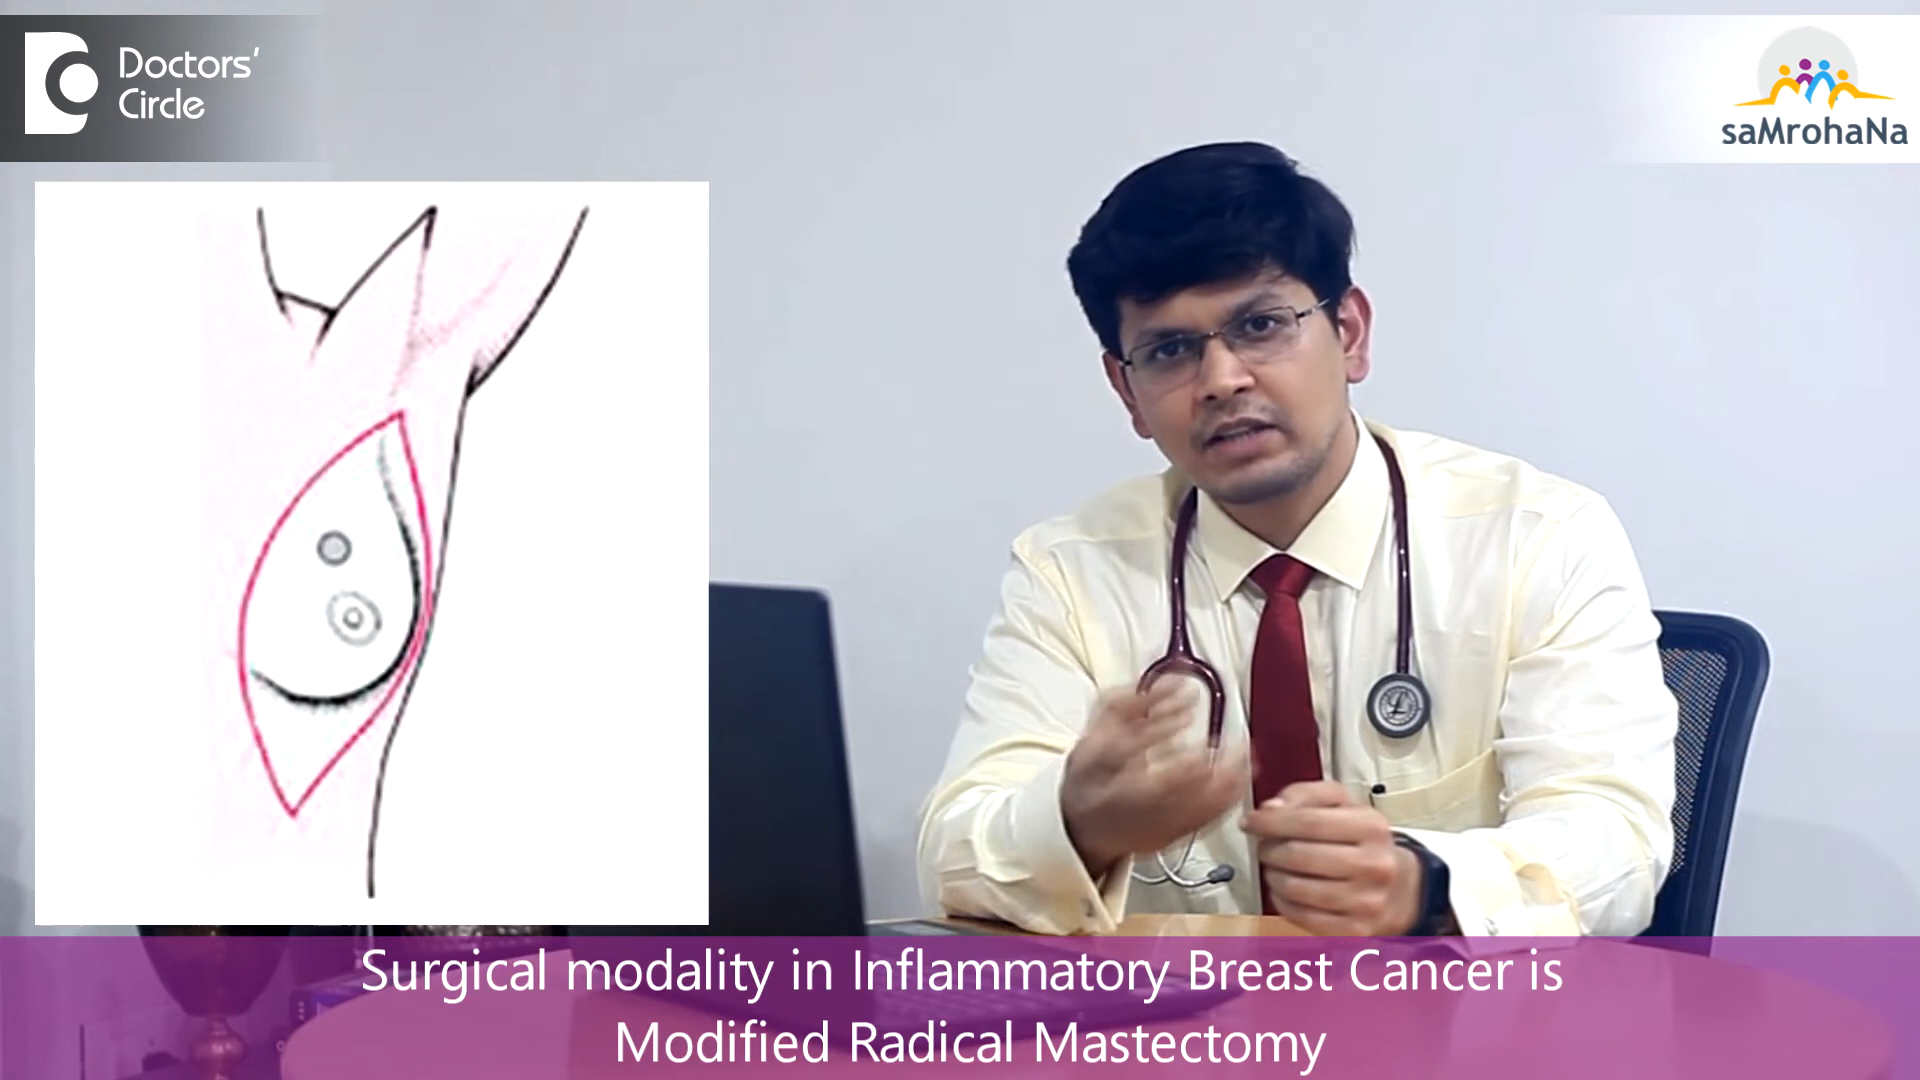 Doctors'
Circle
saMrohaNa
Surgical modality in Inflammatory Breast Cancer is
Modified Radical Mastectomy